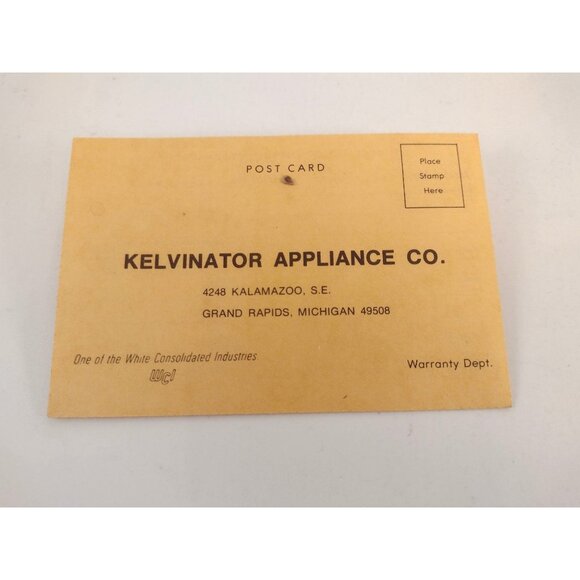 POST CARD
Place
Stamp
Here
KELVINATOR APPLIANCE CO.
4248 KALAMAZOO, S.E.
GRAND RAPIDS, MICHIGAN 49508
One of the White Consolidated Industries
WCI
Warranty Dept.